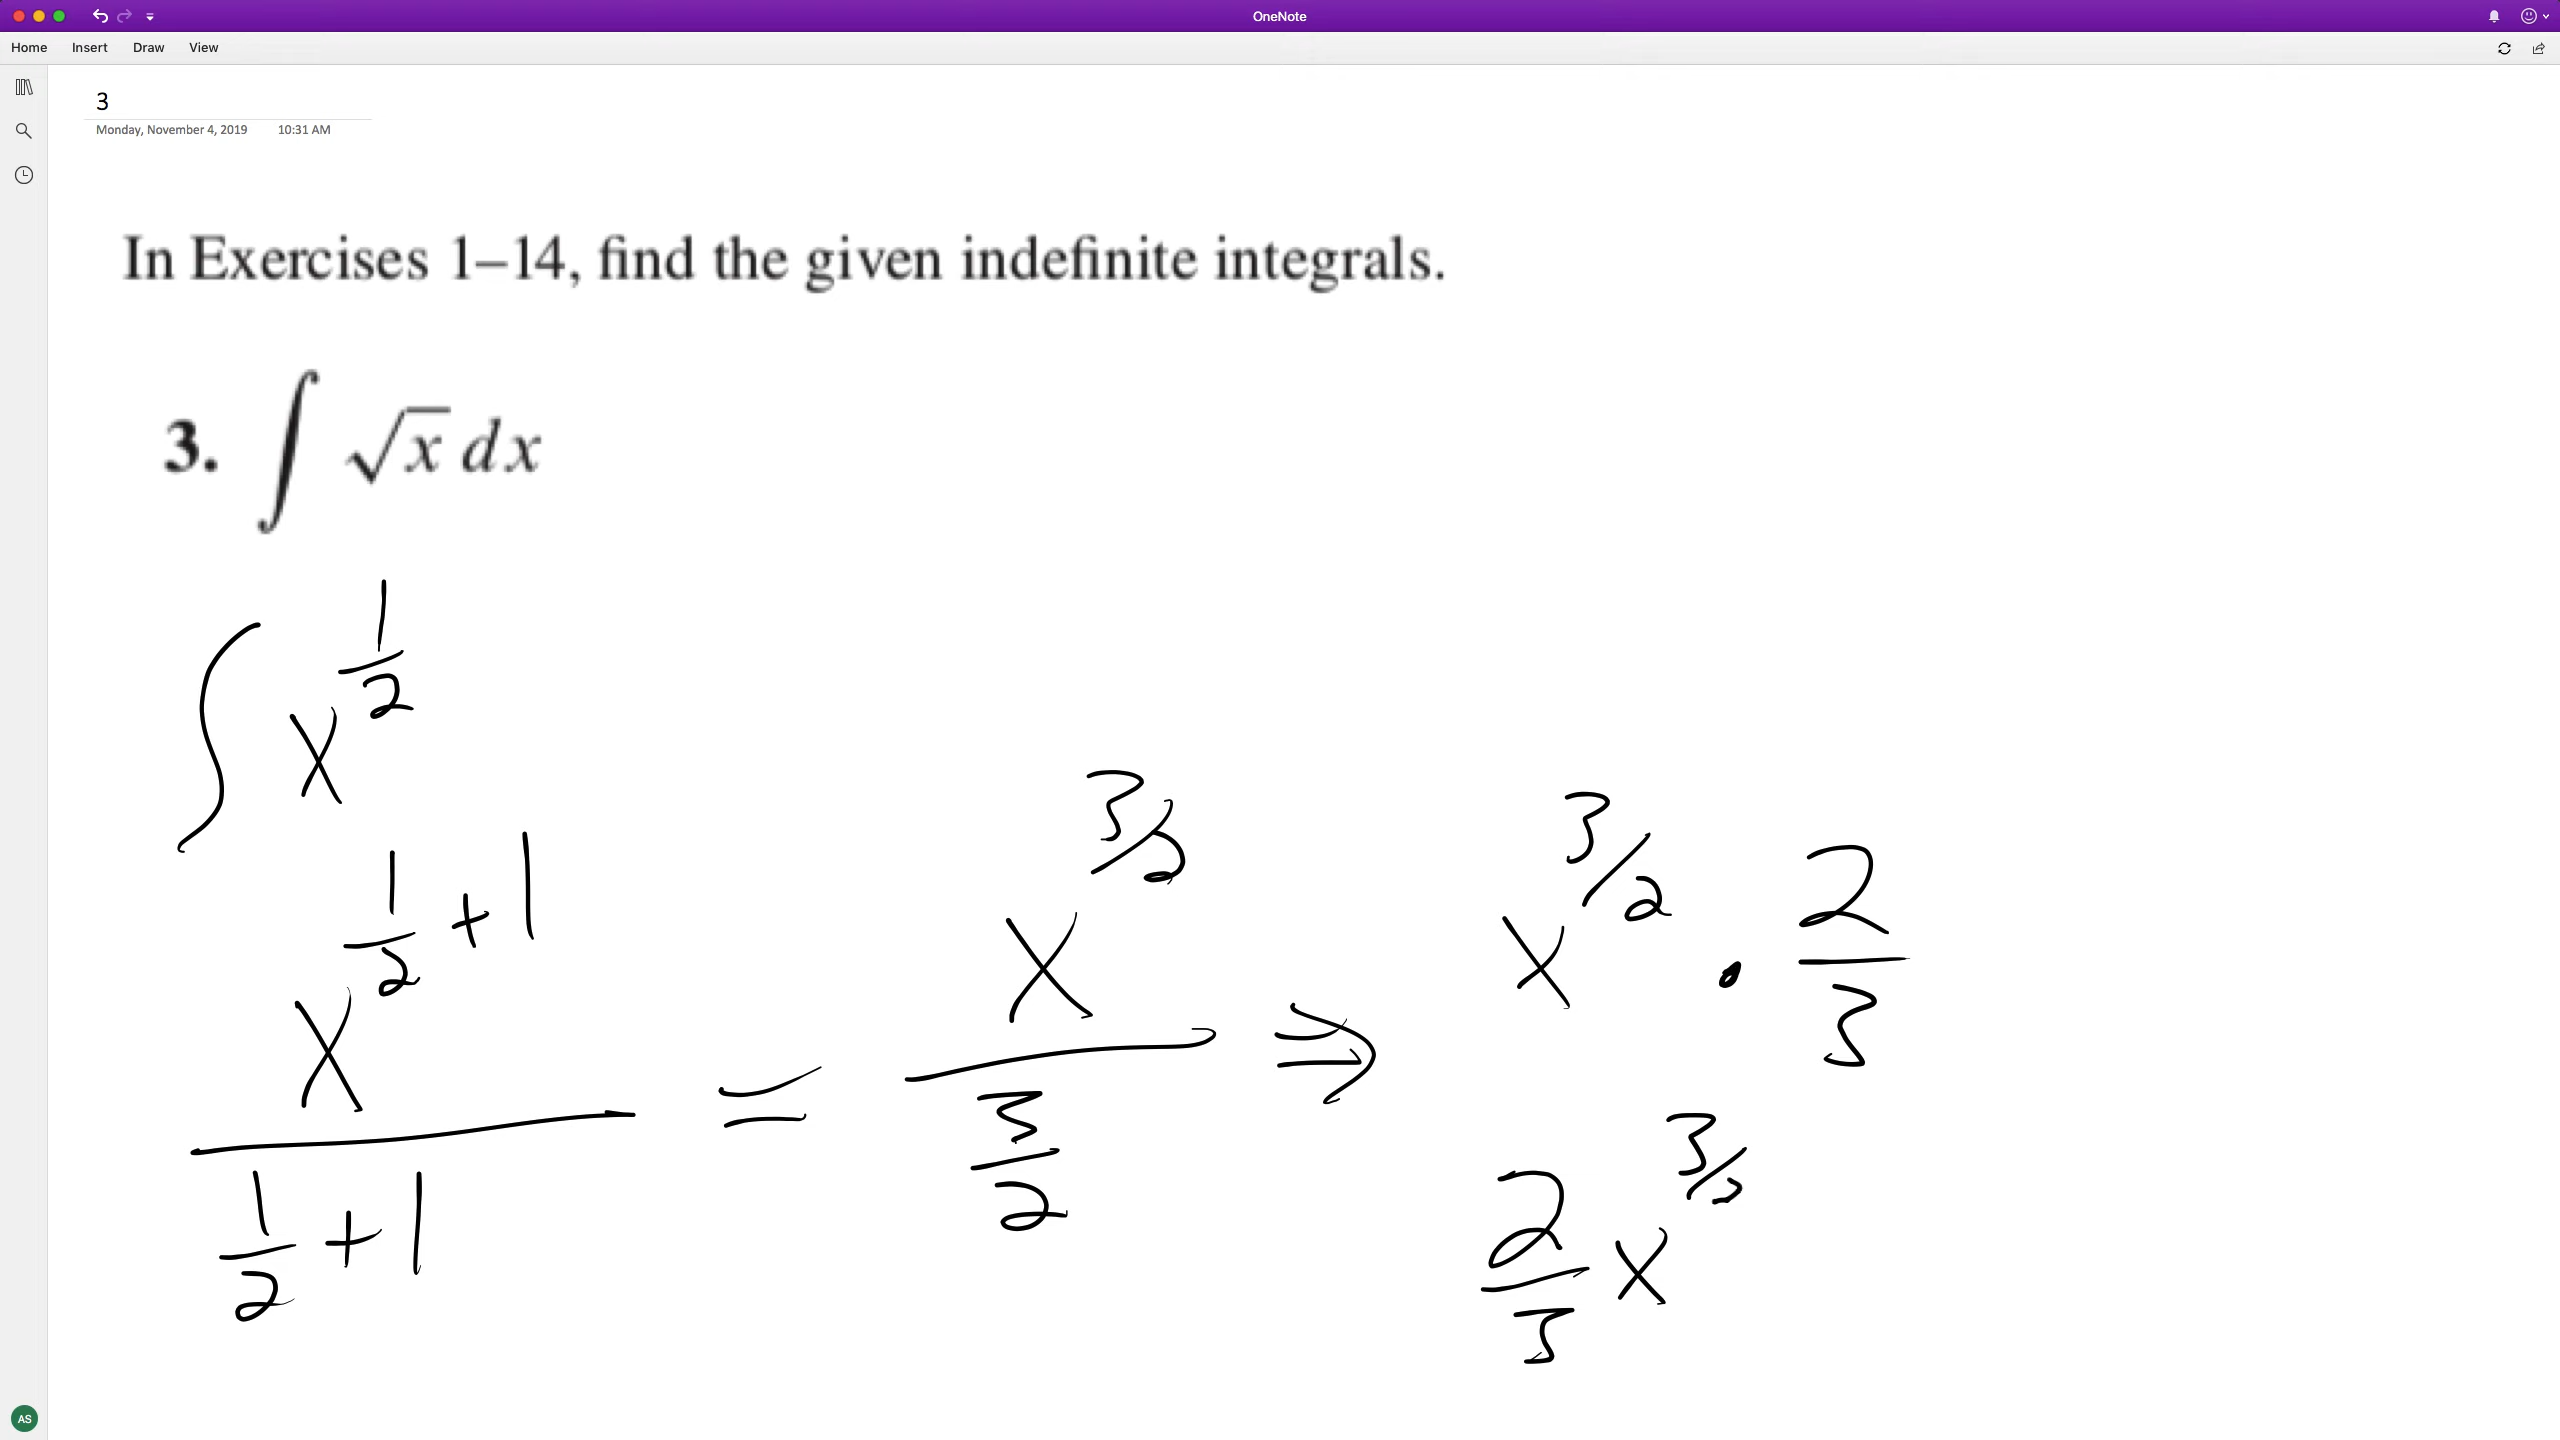 OneNote
Home Insert Draw View
3
Monday, November 4, 2019 10:31 AM
In Exercises 1–14, find the given indefinite integrals.
3. ∫ √x dx
∫ x^(1/2)
x^(1/2 + 1) / (1/2 + 1) = x^(3/2) / (3/2) ⇒ x^(3/2) · 2/3
2/3 x^(3/2)
AS